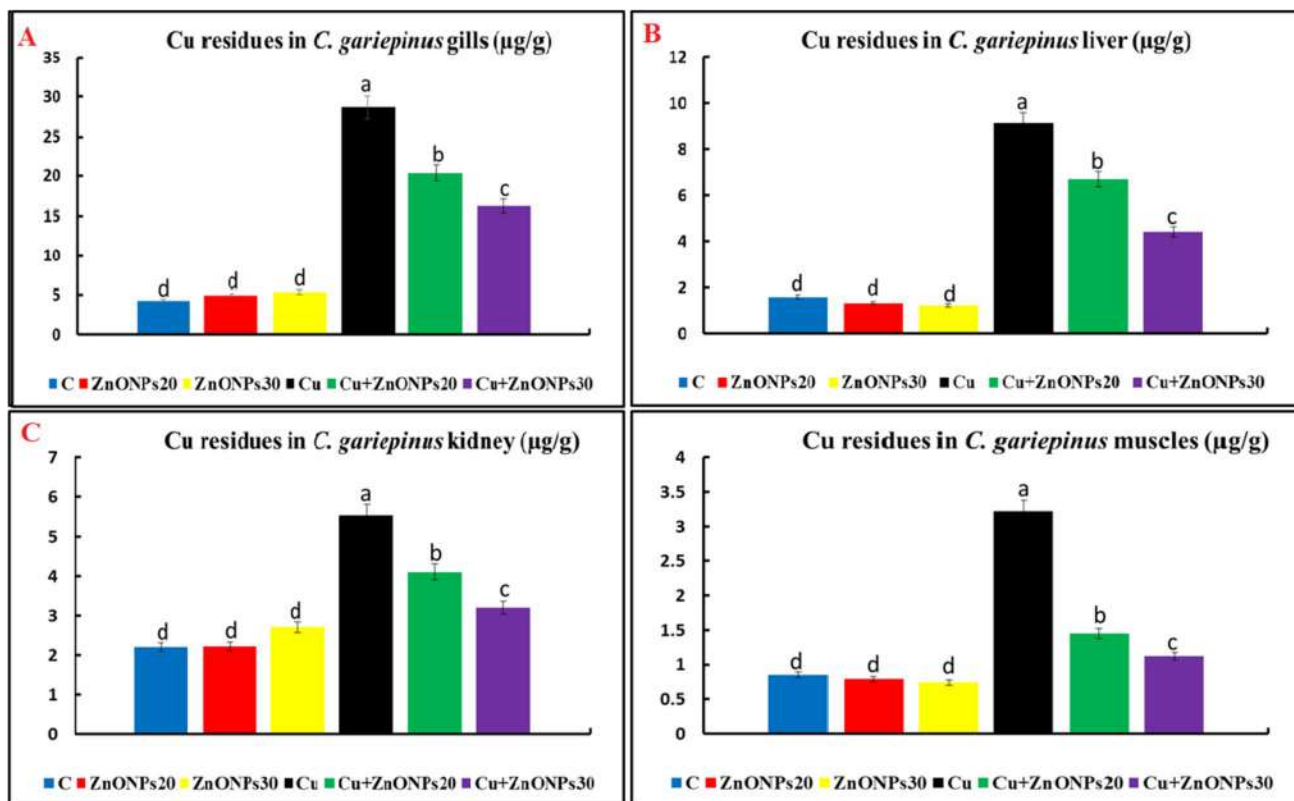 A
Cu residues in C. gariepinus gills (µg/g)
35
30
25
20
15
10
5
0
d
d
d
a
b
c
C ZnONPs20 ZnONPs30 Cu Cu+ZnONPs20 Cu+ZnONPs30
B
Cu residues in C. gariepinus liver (µg/g)
12
10
8
6
4
2
0
d
d
d
a
b
c
C ZnONPs20 ZnONPs30 Cu Cu+ZnONPs20 Cu+ZnONPs30
C
Cu residues in C. gariepinus kidney (µg/g)
7
6
5
4
3
2
1
0
d
d
d
a
b
c
C ZnONPs20 ZnONPs30 Cu Cu+ZnONPs20 Cu+ZnONPs30
Cu residues in C. gariepinus muscles (µg/g)
4
3.5
3
2.5
2
1.5
1
0.5
0
d
d
d
a
b
c
C ZnONPs20 ZnONPs30 Cu Cu+ZnONPs20 Cu+ZnONPs30